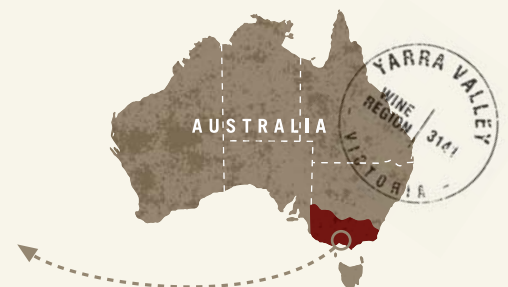 AUSTRALIA
YARRA VALLEY
WINE
REGION
3141
VICTORIA